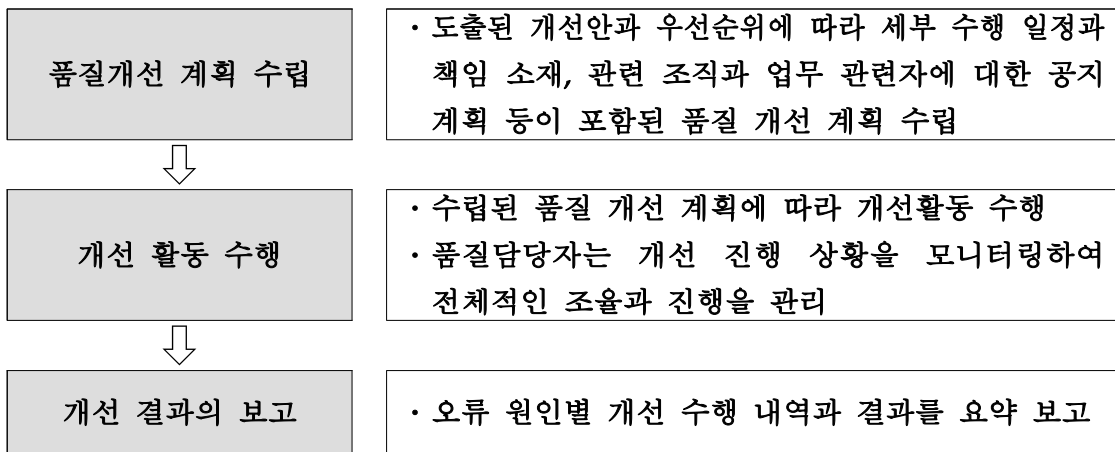 품질개선 계획 수립
· 도출된 개선안과 우선순위에 따라 세부 수행 일정과
책임 소재, 관련 조직과 업무 관련자에 대한 공지
계획 등이 포함된 품질 개선 계획 수립
개선 활동 수행
· 수립된 품질 개선 계획에 따라 개선활동 수행
· 품질담당자는 개선 진행 상황을 모니터링하여
전체적인 조율과 진행을 관리
개선 결과의 보고
· 오류 원인별 개선 수행 내역과 결과를 요약 보고